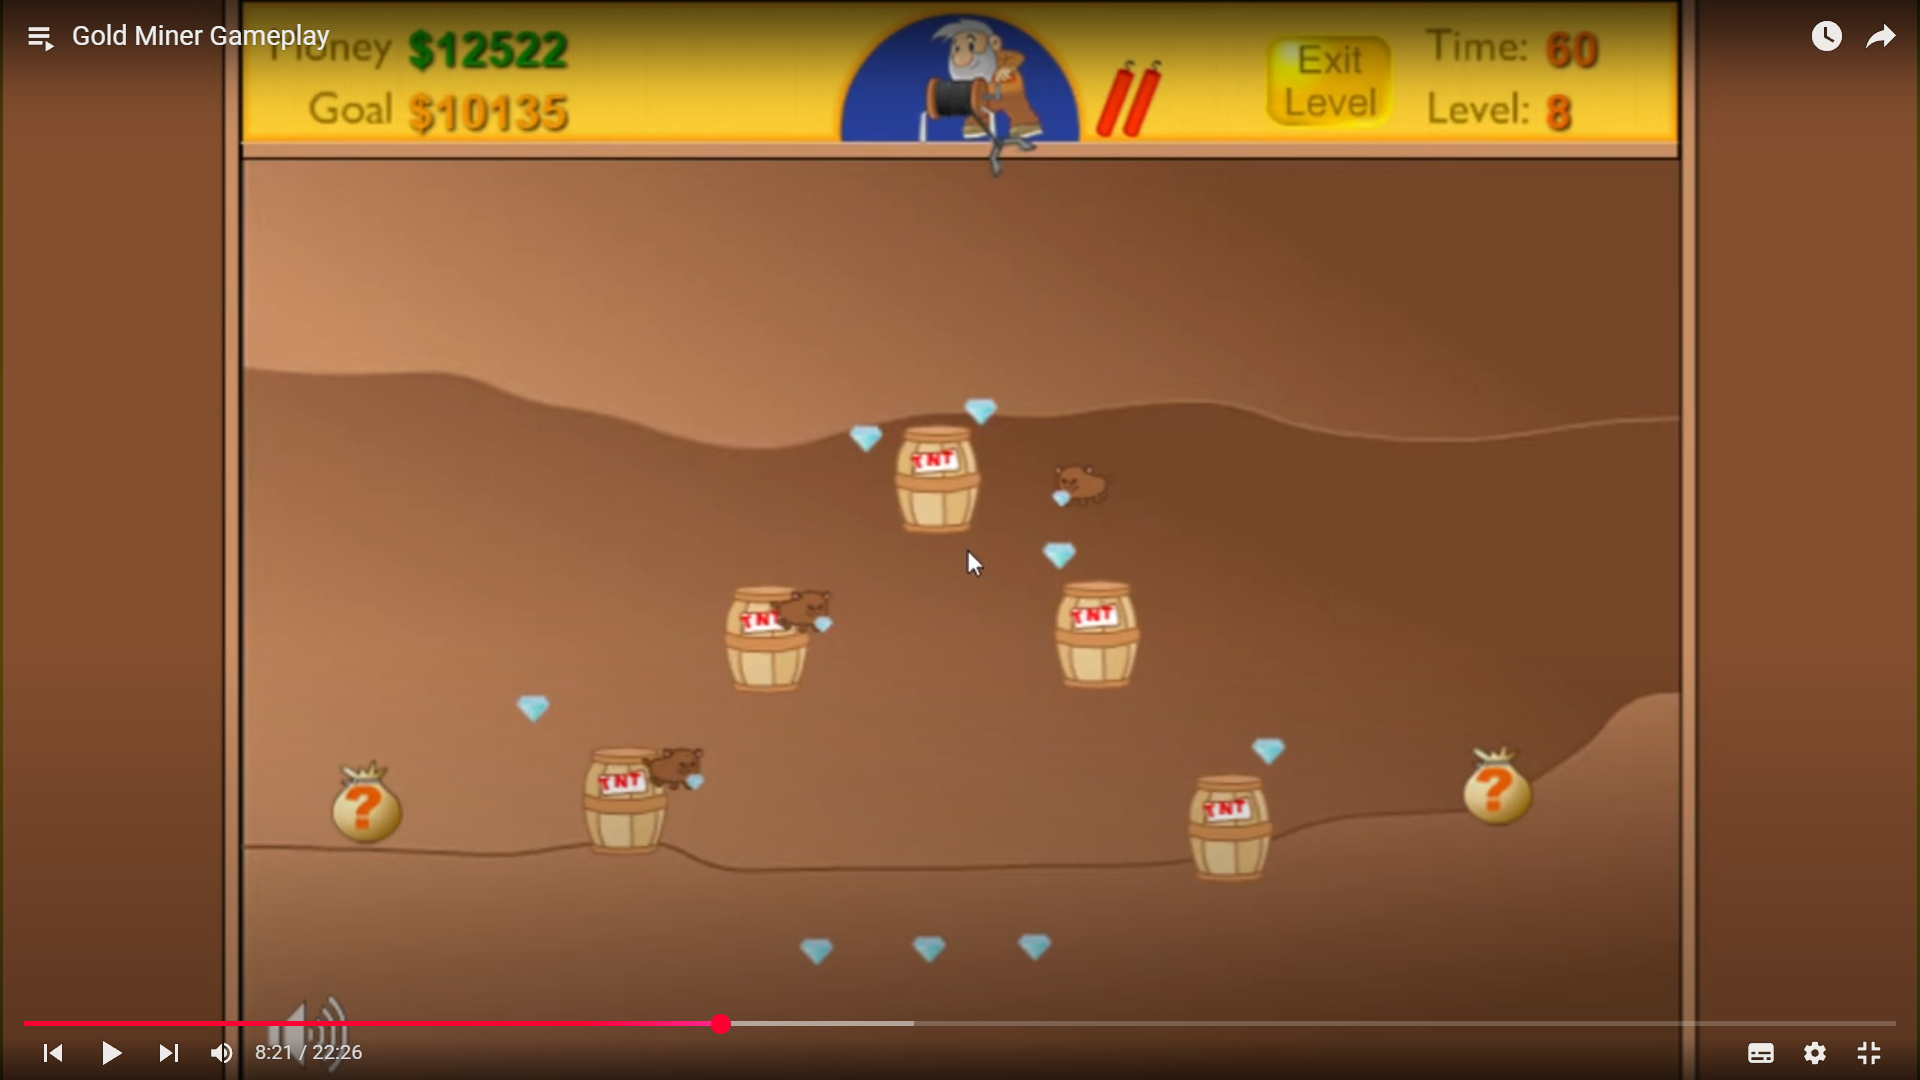 Gold Miner Gameplay
Money $12522
Goal $10135
Exit
Level
Time: 60
Level: 8
TNT
TNT
TNT
TNT
TNT
?
?
8:21 / 22:26